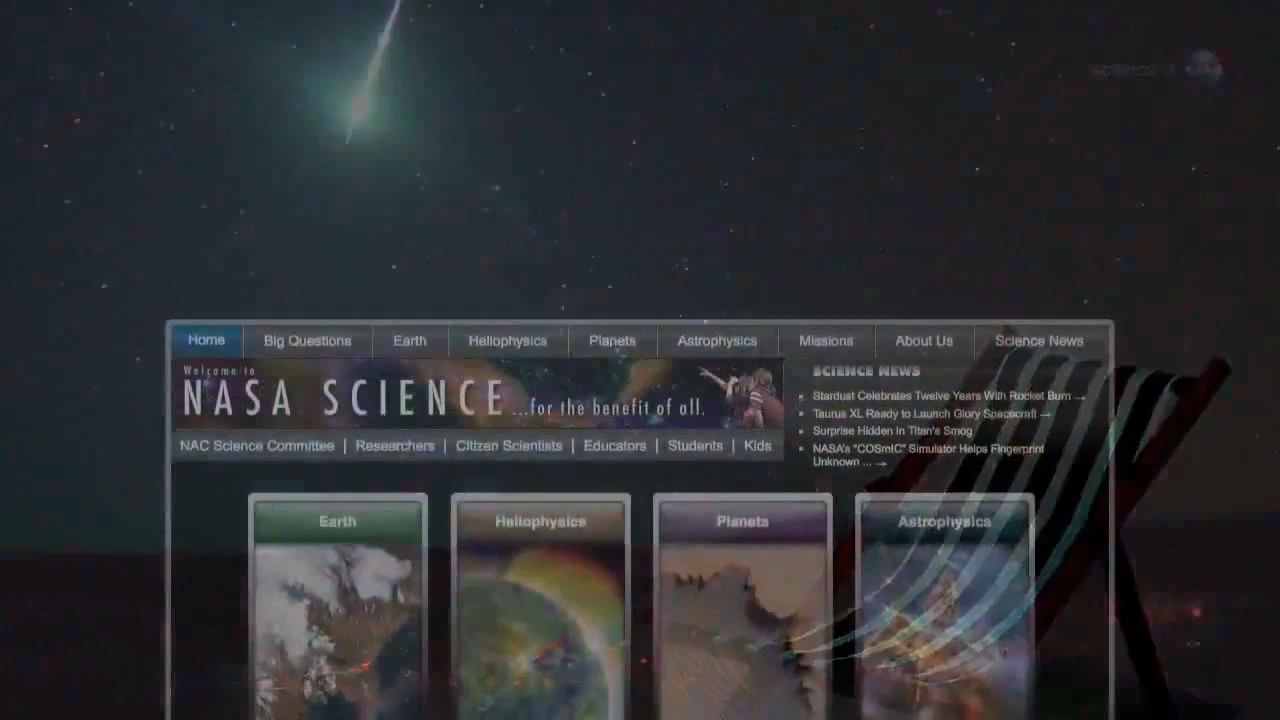 Home Big Questions Earth Heliophysics Planets Astrophysics Missions About Us Science News
Welcome to
NASA SCIENCE ...for the benefit of all.
NAC Science Committee | Researchers | Citizen Scientists | Educators | Students | Kids
SCIENCE NEWS
Stardust Celebrates Twelve Years With Rocket Burn →
Taurus XL Ready to Launch Glory Spacecraft →
Surprise Hidden in Titan's Smog
NASA's "COSmIC" Simulator Helps Fingerprint
Unknown ... →
Earth Heliophysics Planets Astrophysics